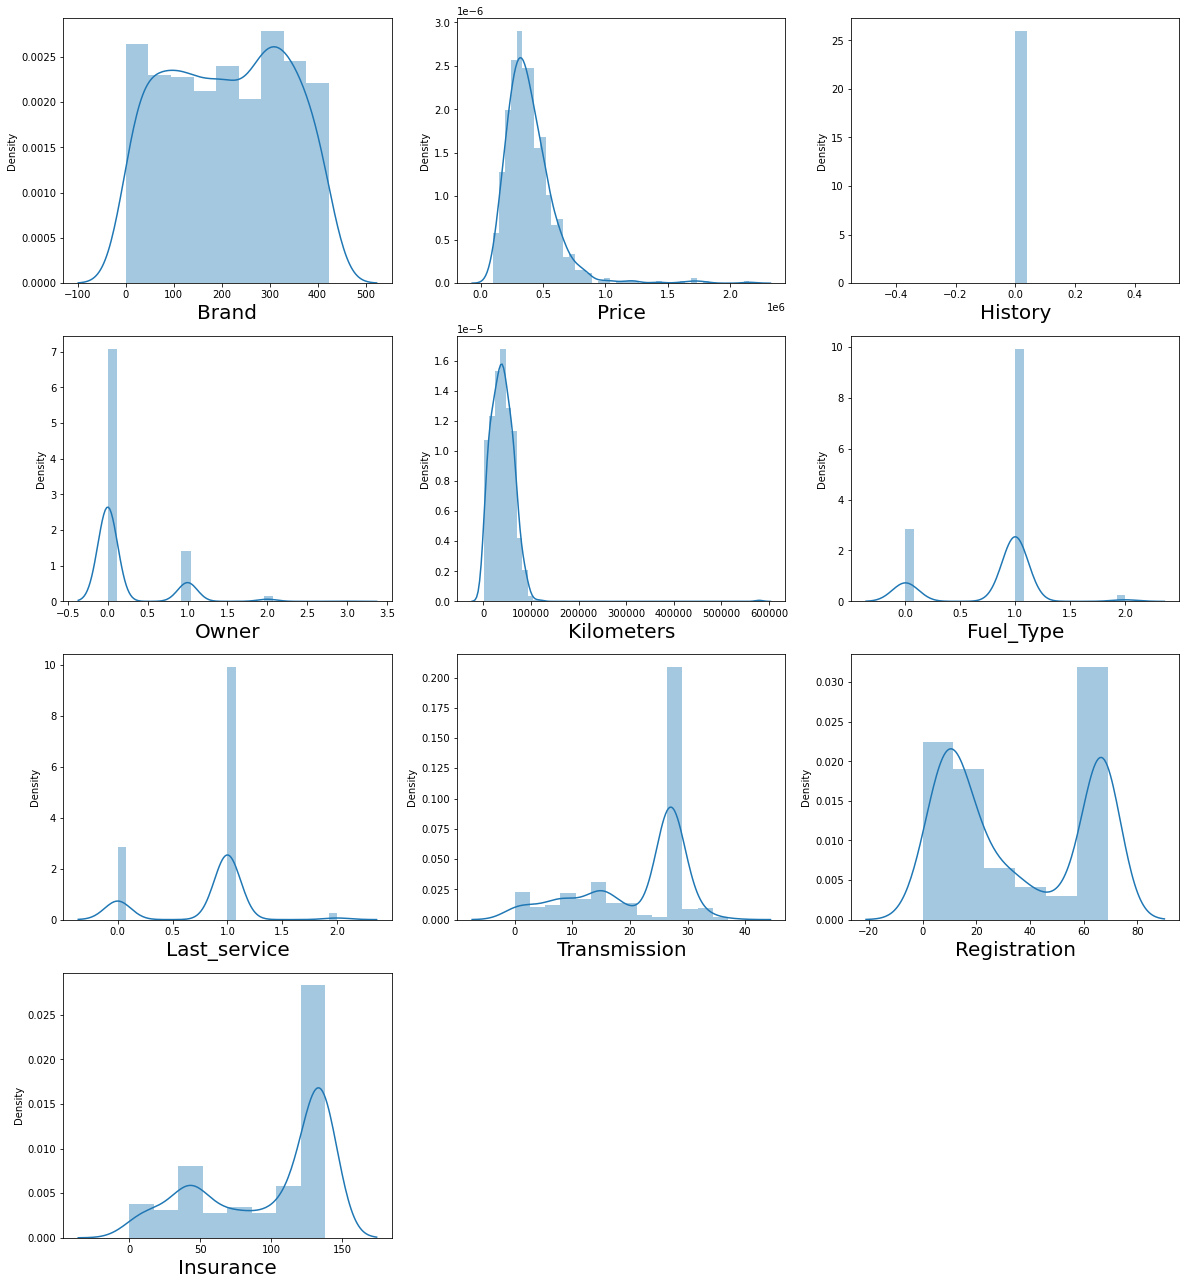 0.0025
0.0020
0.0015
0.0010
0.0005
0.0000
Density
−100 0 100 200 300 400 500
Brand
1e−6
3.0
2.5
2.0
1.5
1.0
0.5
0.0
Density
0.0 0.5 1.0 1.5 2.0
1e6
Price
25
20
15
10
5
0
Density
−0.4 −0.2 0.0 0.2 0.4
History
7
6
5
4
3
2
1
0
Density
−0.5 0.0 0.5 1.0 1.5 2.0 2.5 3.0 3.5
Owner
1e−5
1.6
1.4
1.2
1.0
0.8
0.6
0.4
0.2
0.0
Density
0 100000 200000 300000 400000 500000 600000
Kilometers
10
8
6
4
2
0
Density
0.0 0.5 1.0 1.5 2.0
Fuel_Type
10
8
6
4
2
0
Density
0.0 0.5 1.0 1.5 2.0
Last_service
0.200
0.175
0.150
0.125
0.100
0.075
0.050
0.025
0.000
Density
0 10 20 30 40
Transmission
0.030
0.025
0.020
0.015
0.010
0.005
0.000
Density
−20 0 20 40 60 80
Registration
0.025
0.020
0.015
0.010
0.005
0.000
Density
0 50 100 150
Insurance